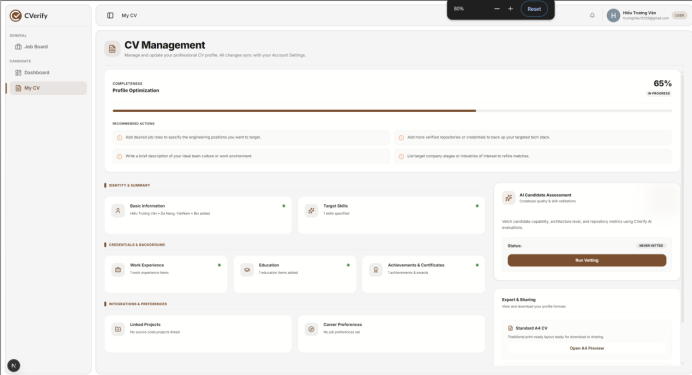 80%
Reset
CVerify
My CV
Hiếu Trương Văn
USER
GENERAL
Job Board
CANDIDATE
Dashboard
My CV
CV Management
Manage and update your professional CV profile. All changes sync with your Account Settings.
COMPLETENESS
Profile Optimization
65%
IN PROGRESS
RECOMMENDED ACTIONS
Add desired job roles to specify the engineering positions you want to target.
Add more verified repositories or credentials to back up your targeted tech stack.
Write a brief description of your ideal team culture or work environment.
List target company stages or industries of interest to refine matches.
IDENTITY & SUMMARY
Basic Information
Hiếu Trương Văn • Da Nang, VietNam • Bio added
Target Skills
1 skills specified
CREDENTIALS & BACKGROUND
Work Experience
1 work experience items
Education
1 education items added
Achievements & Certificates
1 achievements & awards
INTEGRATIONS & PREFERENCES
Linked Projects
No source code projects linked
Career Preferences
No job preferences set
AI Candidate Assessment
Codebase quality & skill validations
Vetch candidate capability, architecture level, and repository metrics using CVerify AI evaluations.
Status:
NEVER VETTED
Run Vetting
Export & Sharing
View and download your profile formats.
Standard A4 CV
Traditional print-ready layout ready for download or sharing.
Open A4 Preview
N